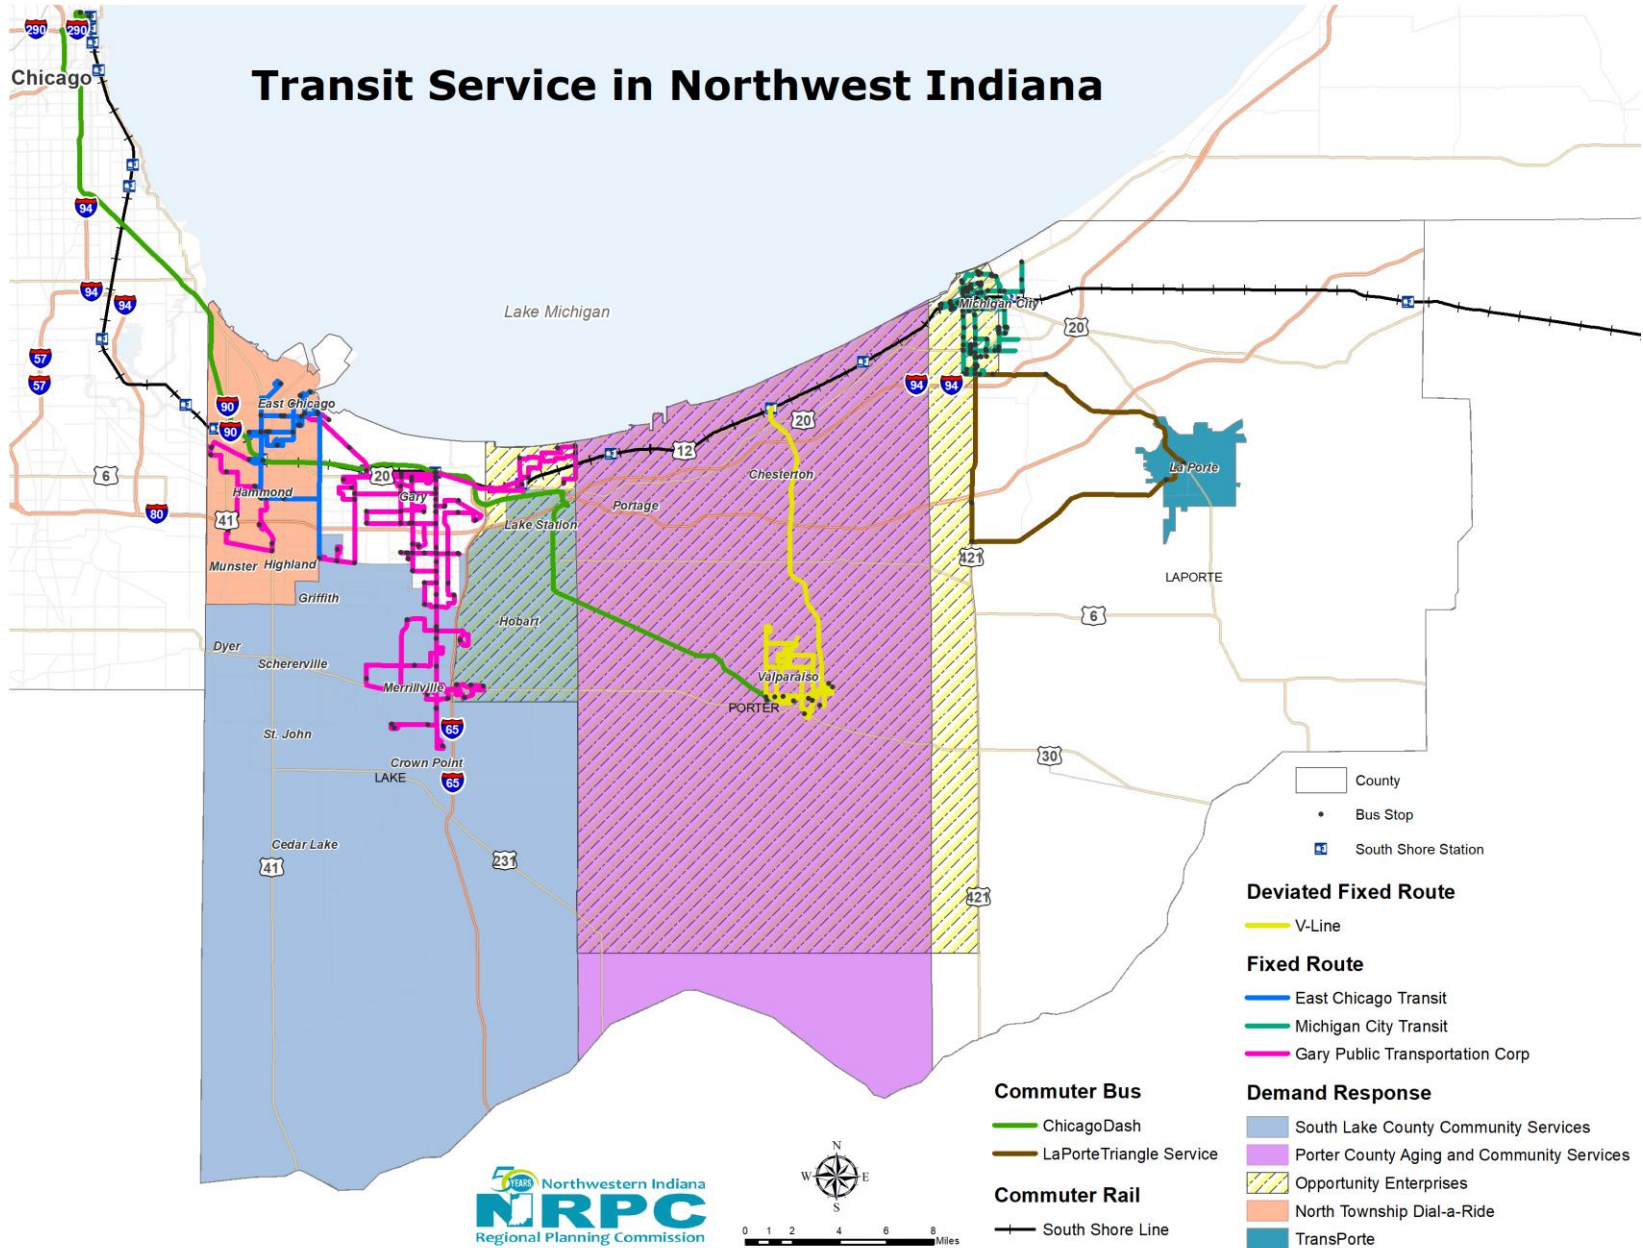 Transit Service in Northwest Indiana
290
290
Chicago
94
94
94
57
57
6
80
90
90
41
20
Lake Michigan
East Chicago
Hammond
Gary
Munster
Highland
Griffith
Dyer
Schererville
St. John
Merrillville
Crown Point
LAKE
65
65
Cedar Lake
41
231
Lake Station
Hobart
Portage
12
20
Chesterton
Valparaiso
PORTER
Michigan City
94
94
20
La Porte
LAPORTE
421
6
30
421
County
Bus Stop
South Shore Station
Deviated Fixed Route
V-Line
Fixed Route
East Chicago Transit
Michigan City Transit
Gary Public Transportation Corp
Commuter Bus
ChicagoDash
LaPorteTriangle Service
Commuter Rail
South Shore Line
Demand Response
South Lake County Community Services
Porter County Aging and Community Services
Opportunity Enterprises
North Township Dial-a-Ride
TransPorte
50 YEARS
Northwestern Indiana
NIRPC
Regional Planning Commission
N
W E
S
0 1 2 4 6 8
Miles